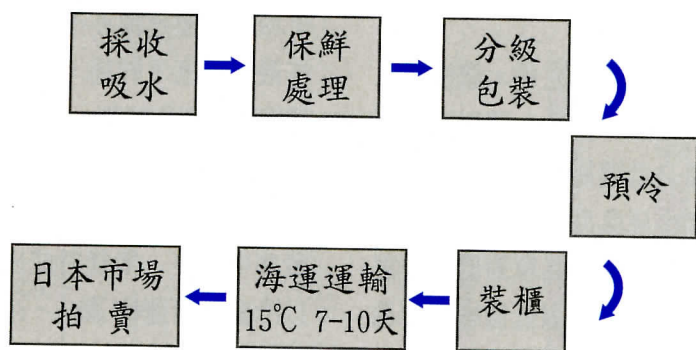 採收
吸水
保鮮
處理
分級
包裝
預冷
裝櫃
海運運輸
15℃ 7-10天
日本市場
拍 賣